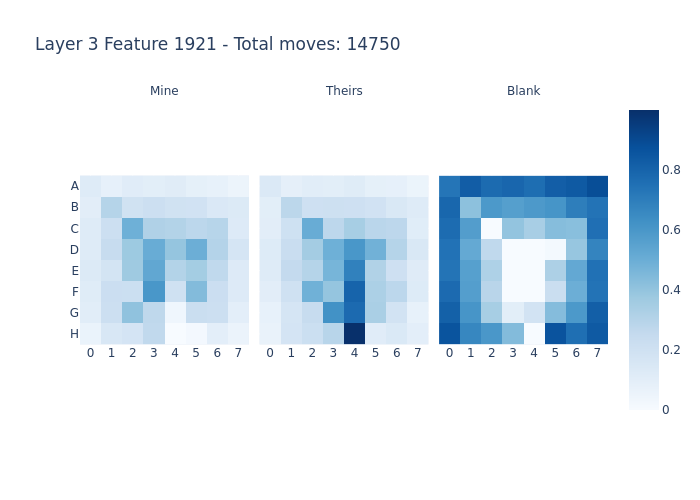 Layer 3 Feature 1921 - Total moves: 14750
Mine Theirs Blank
A
B
C
D
E
F
G
H
0 1 2 3 4 5 6 7 0 1 2 3 4 5 6 7 0 1 2 3 4 5 6 7
0.8
0.6
0.4
0.2
0